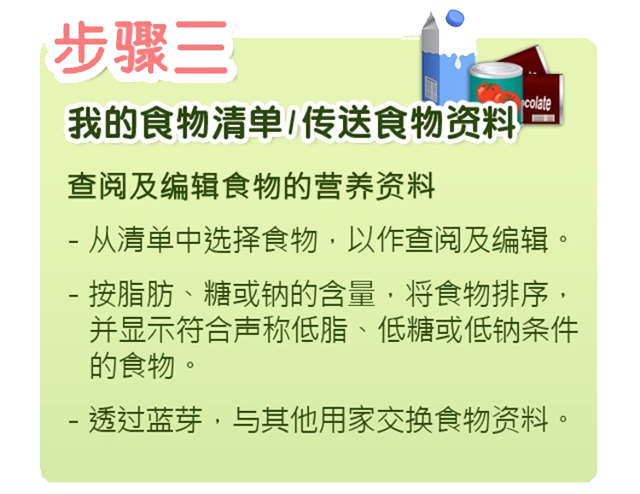 步骤三
ocolate
我的食物清单/传送食物资料
查阅及编辑食物的营养资料
- 从清单中选择食物，以作查阅及编辑。
- 按脂肪、糖或钠的含量，将食物排序，
并显示符合声称低脂、低糖或低钠条件
的食物。
- 透过蓝芽，与其他用家交换食物资料。